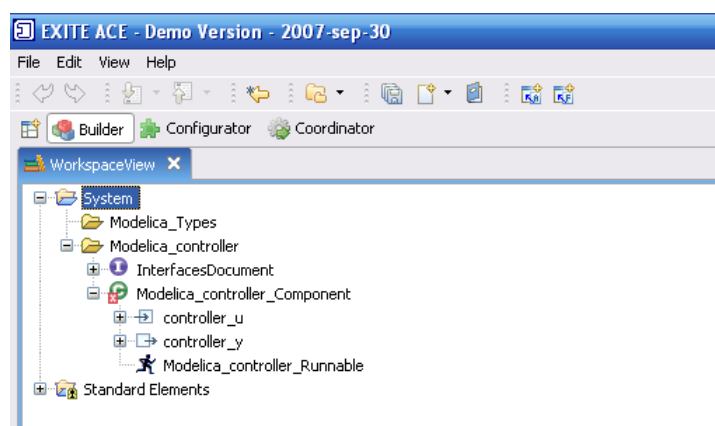 EXITE ACE - Demo Version - 2007-sep-30
File Edit View Help
Builder Configurator Coordinator
WorkspaceView
System
Modelica_Types
Modelica_controller
InterfacesDocument
Modelica_controller_Component
controller_u
controller_y
Modelica_controller_Runnable
Standard Elements